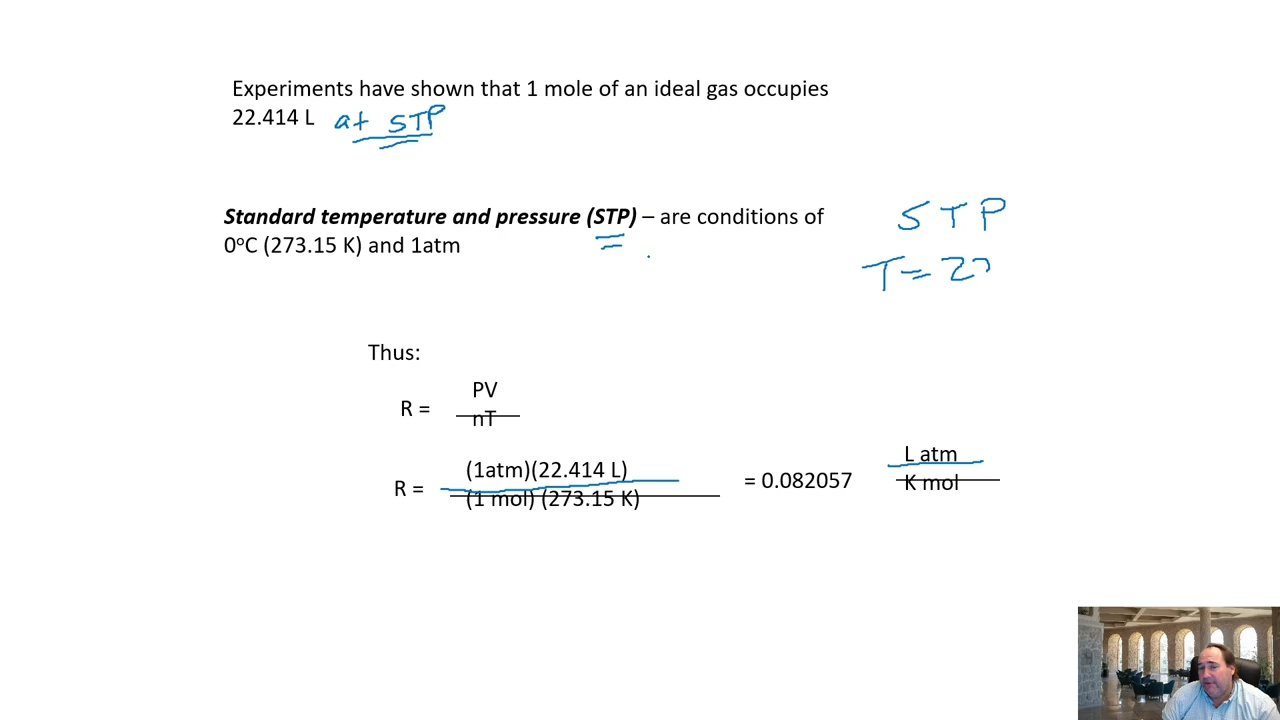 Experiments have shown that 1 mole of an ideal gas occupies
22.414 L at STP
Standard temperature and pressure (STP) – are conditions of
0°C (273.15 K) and 1atm
STP
T = 27
Thus:
R = PV
nT
R = (1atm)(22.414 L)
(1 mol) (273.15 K)
= 0.082057 L atm
K mol